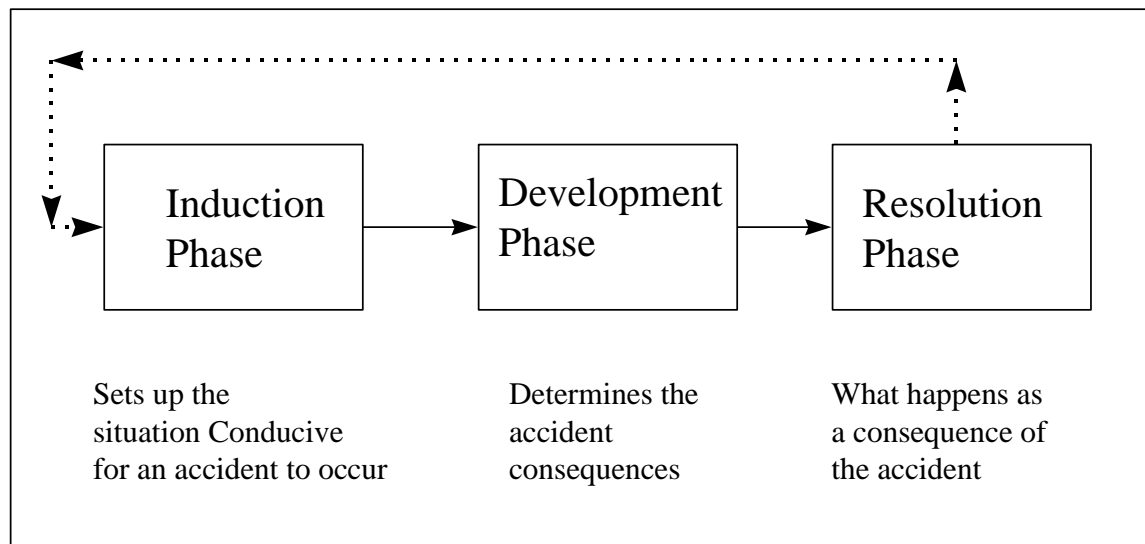 Induction
Phase
Development
Phase
Resolution
Phase
Sets up the
situation Conducive
for an accident to occur
Determines the
accident
consequences
What happens as
a consequence of
the accident